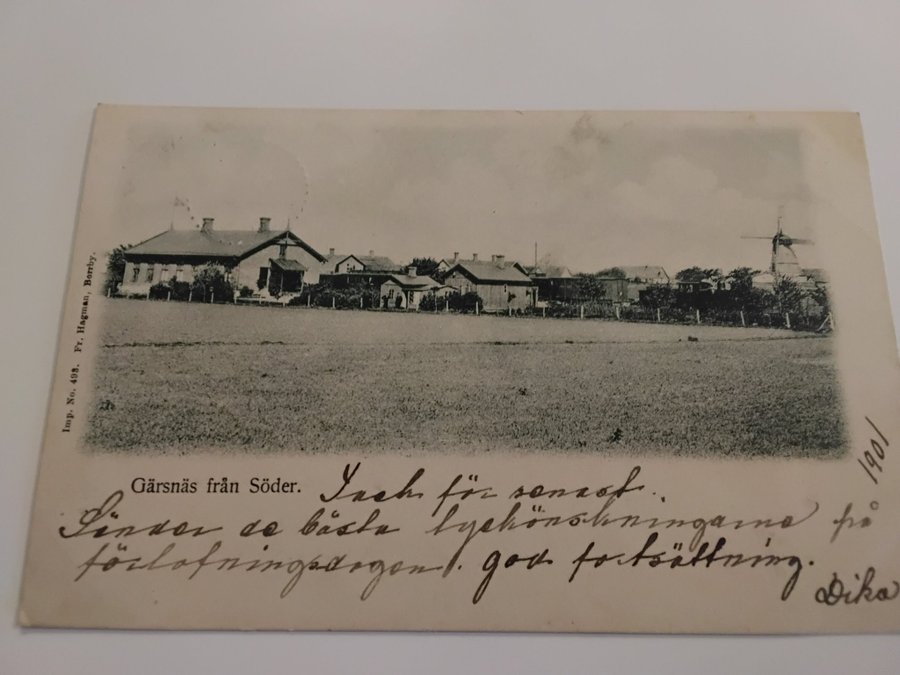 Imp. No. 493. Fr. Hagman, Borrby.
Gärsnäs från Söder.
Tack för senast.
Sänder de bästa lyckönskningarne på
förlofningsdagen. god fortsättning.
Dika
1901